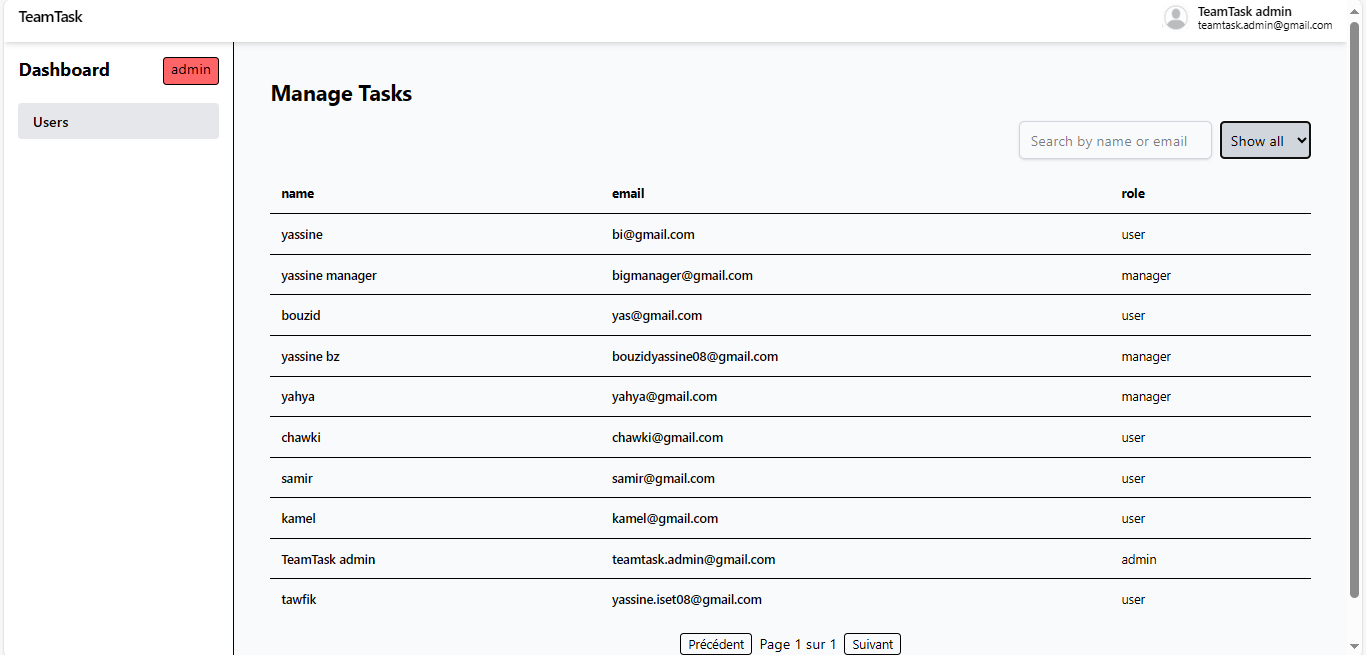 TeamTask
TeamTask admin
teamtask.admin@gmail.com
Dashboard admin
Users
Manage Tasks
Search by name or email Show all
name email role
yassine bi@gmail.com user
yassine manager bigmanager@gmail.com manager
bouzid yas@gmail.com user
yassine bz bouzidyassine08@gmail.com manager
yahya yahya@gmail.com manager
chawki chawki@gmail.com user
samir samir@gmail.com user
kamel kamel@gmail.com user
TeamTask admin teamtask.admin@gmail.com admin
tawfik yassine.iset08@gmail.com user
Précédent Page 1 sur 1 Suivant